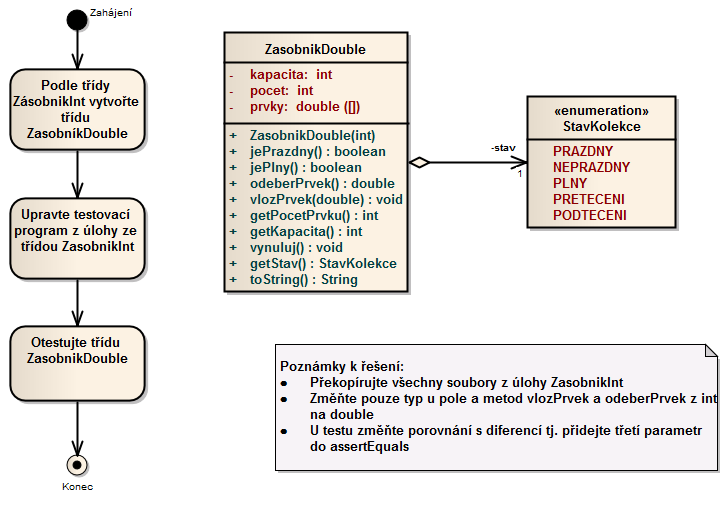 Zahájení
Podle třídy
ZásobnikInt vytvořte
třídu
ZasobníkDouble
Upravte testovací
program z úlohy ze
třídou ZasobnikInt
Otestujte třídu
ZasobnikDouble
Konec
ZasobnikDouble
- kapacita: int
- pocet: int
- prvky: double ([])
+ ZasobnikDouble(int)
+ jePrazdny() : boolean
+ jePlny() : boolean
+ odeberPrvek() : double
+ vlozPrvek(double) : void
+ getPocetPrvku() : int
+ getKapacita() : int
+ vynuluj() : void
+ getStav() : StavKolekce
+ toString() : String
-stav
1
«enumeration»
StavKolekce
PRAZDNY
NEPRAZDNY
PLNY
PRETECENI
PODTECENI
Poznámky k řešení:
● Překopírujte všechny soubory z úlohy ZasobnikInt
● Změňte pouze typ u pole a metod vlozPrvek a odeberPrvek z int
na double
● U testu změňte porovnání s diferencí tj. přidejte třetí parametr
do assertEquals